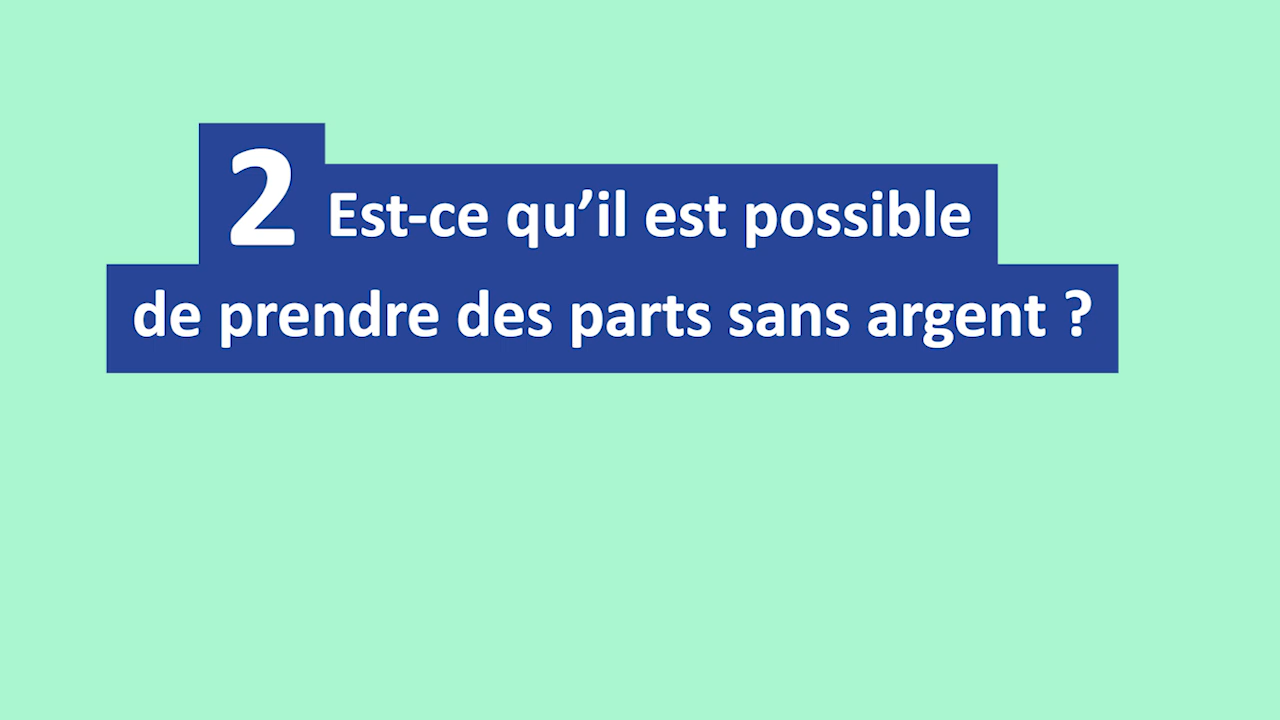 2 Est-ce qu’il est possible
de prendre des parts sans argent ?